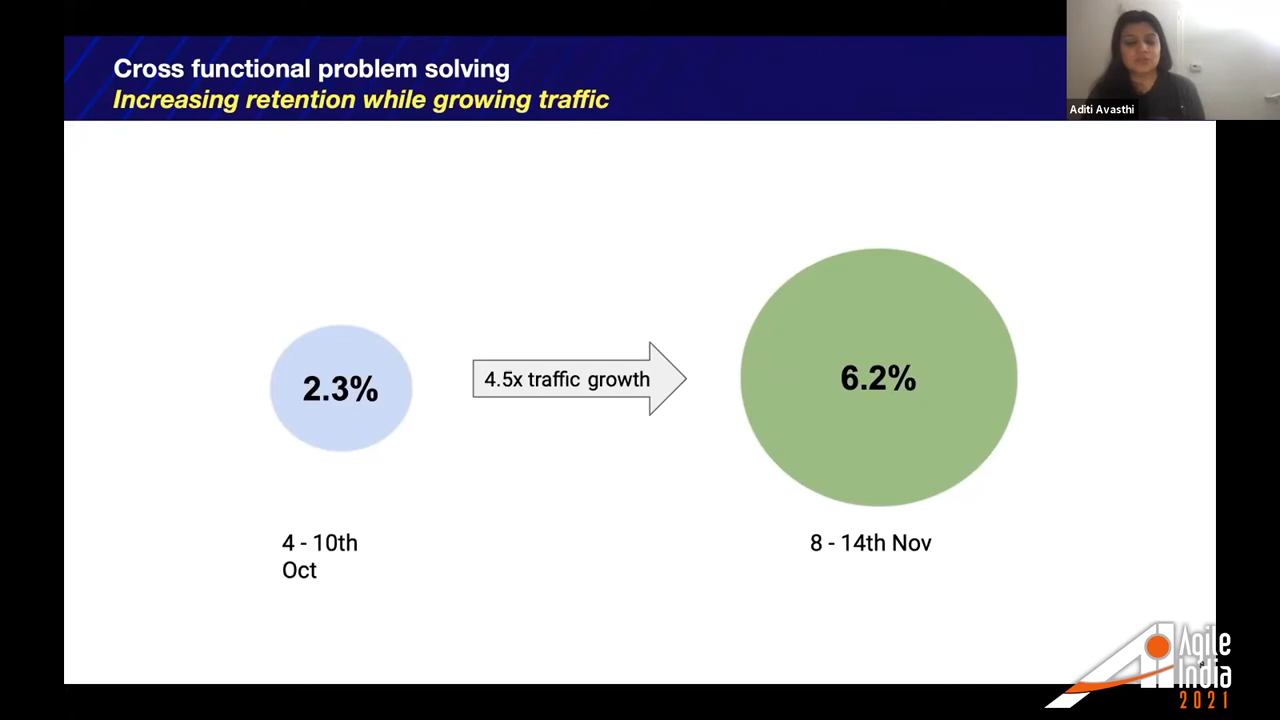 Cross functional problem solving
Increasing retention while growing traffic
Aditi Avasthi
2.3%
4.5x traffic growth
6.2%
4 - 10th
Oct
8 - 14th Nov
Agile
India
2021